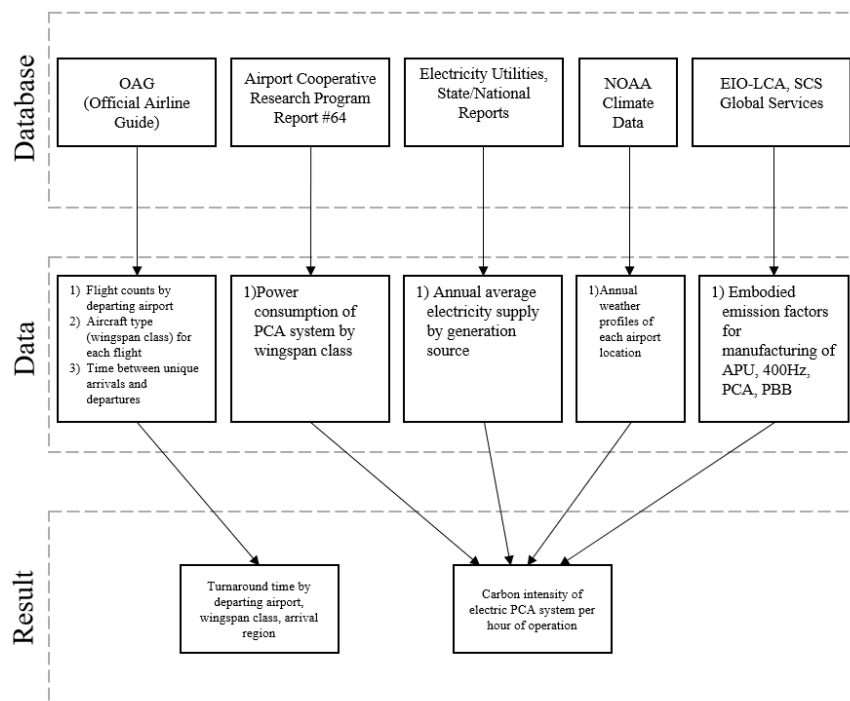 Database
OAG
(Official Airline
Guide)
Airport Cooperative
Research Program
Report #64
Electricity Utilities,
State/National
Reports
NOAA
Climate
Data
EIO-LCA, SCS
Global Services
Data
1) Flight counts by
departing airport
2) Aircraft type
(wingspan class) for
each flight
3) Time between unique
arrivals and
departures
1)Power
consumption of
PCA system by
wingspan class
1) Annual average
electricity supply
by generation
source
1)Annual
weather
profiles of
each airport
location
1) Embodied
emission factors
for
manufacturing of
APU, 400Hz,
PCA, PBB
Result
Turnaround time by
departing airport,
wingspan class, arrival
region
Carbon intensity of
electric PCA system per
hour of operation